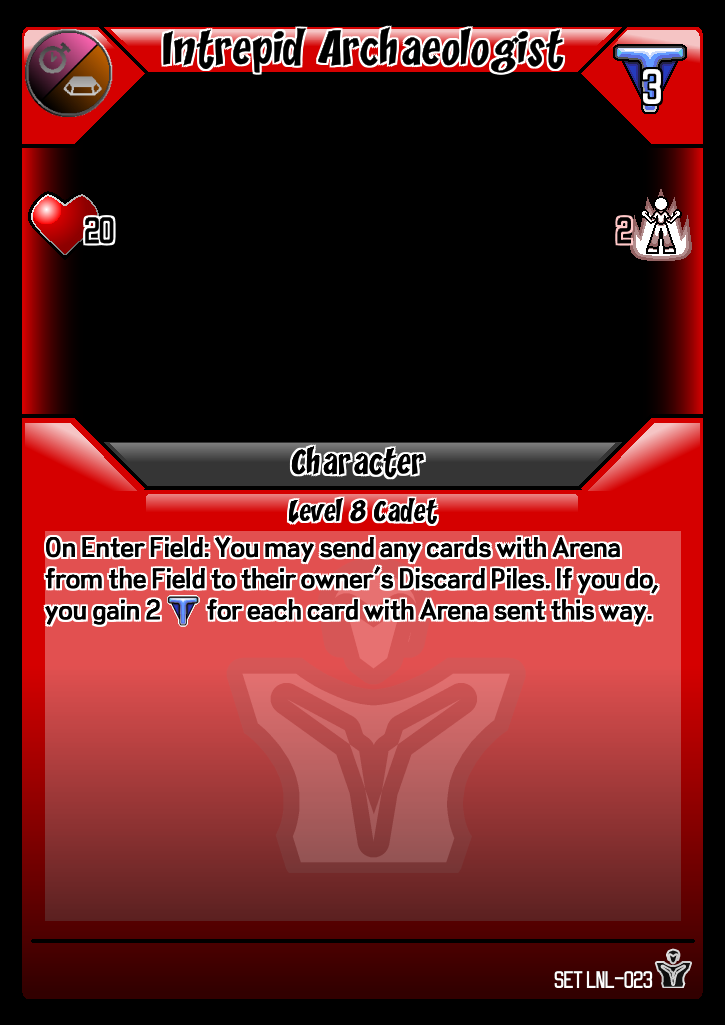 Intrepid Archaeologist
3
20
2
Character
Level 8 Cadet
On Enter Field: You may send any cards with Arena
from the Field to their owner's Discard Piles. If you do,
you gain 2 for each card with Arena sent this way.
SET LNL-023